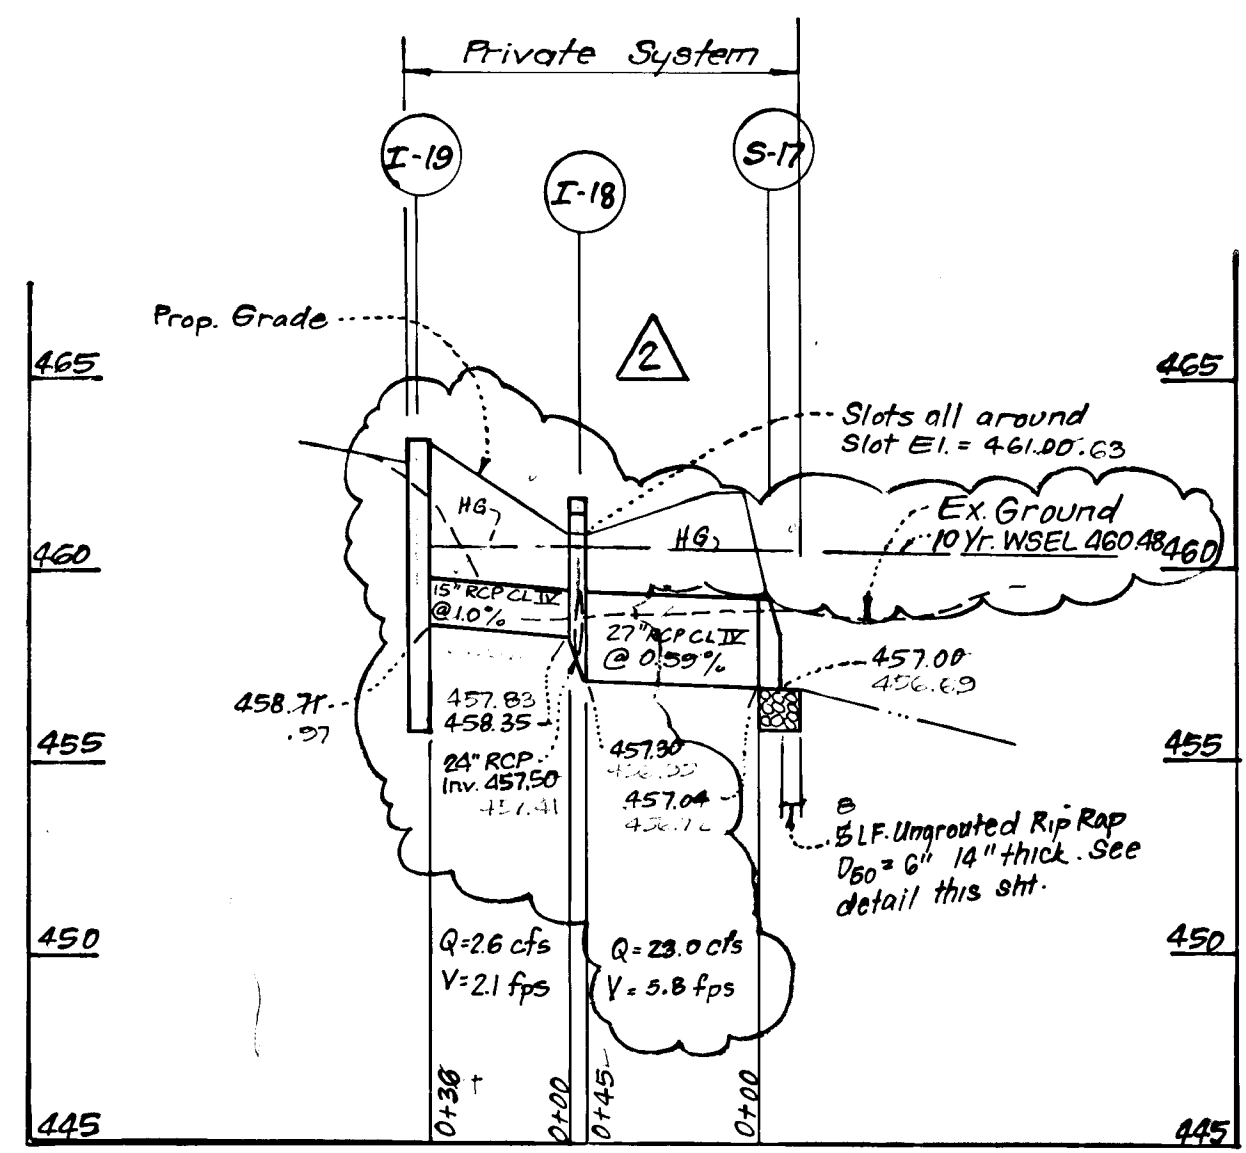 Private System
I-19
I-18
S-17
Prop. Grade
2
465
465
Slots all around
Slot El. = 461.00 .63
HG
HG
Ex. Ground
10 Yr. WSEL 460.48
460
460
15" RCP CL IV
@ 1.0%
27" RCP CL IV
@ 0.59%
457.00
456.69
458.71
.97
457.83
458.35
24" RCP
Inv. 457.50
457.41
457.30
457.04
455
455
8
5 LF. Ungrouted Rip Rap
D50 = 6" 14" thick. See
detail this sht.
450
450
Q=2.6 cfs
V=2.1 fps
Q=23.0 cfs
V=5.8 fps
0+00
0+45
0+00
445
445